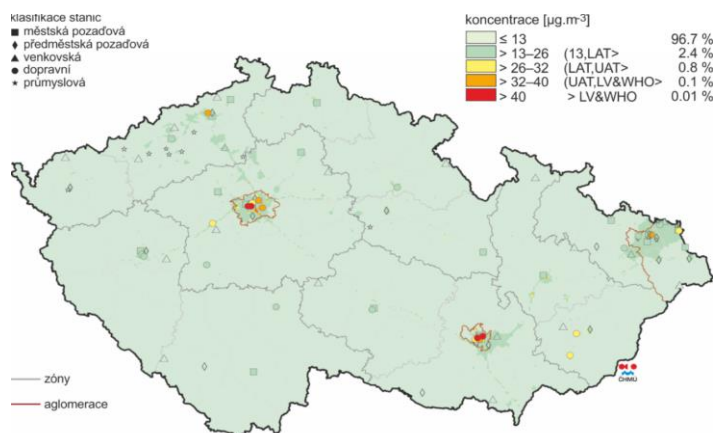 klasifikace stanic
městská pozaďová
předměstská pozaďová
venkovská
dopravní
průmyslová
koncentrace [µg.m-³]
≤ 13 96.7 %
> 13–26 (13,LAT> 2.4 %
> 26–32 (LAT,UAT> 0.8 %
> 32–40 (UAT,LV&WHO> 0.1 %
> 40 > LV&WHO 0.01 %
ČHMÚ
zóny
aglomerace